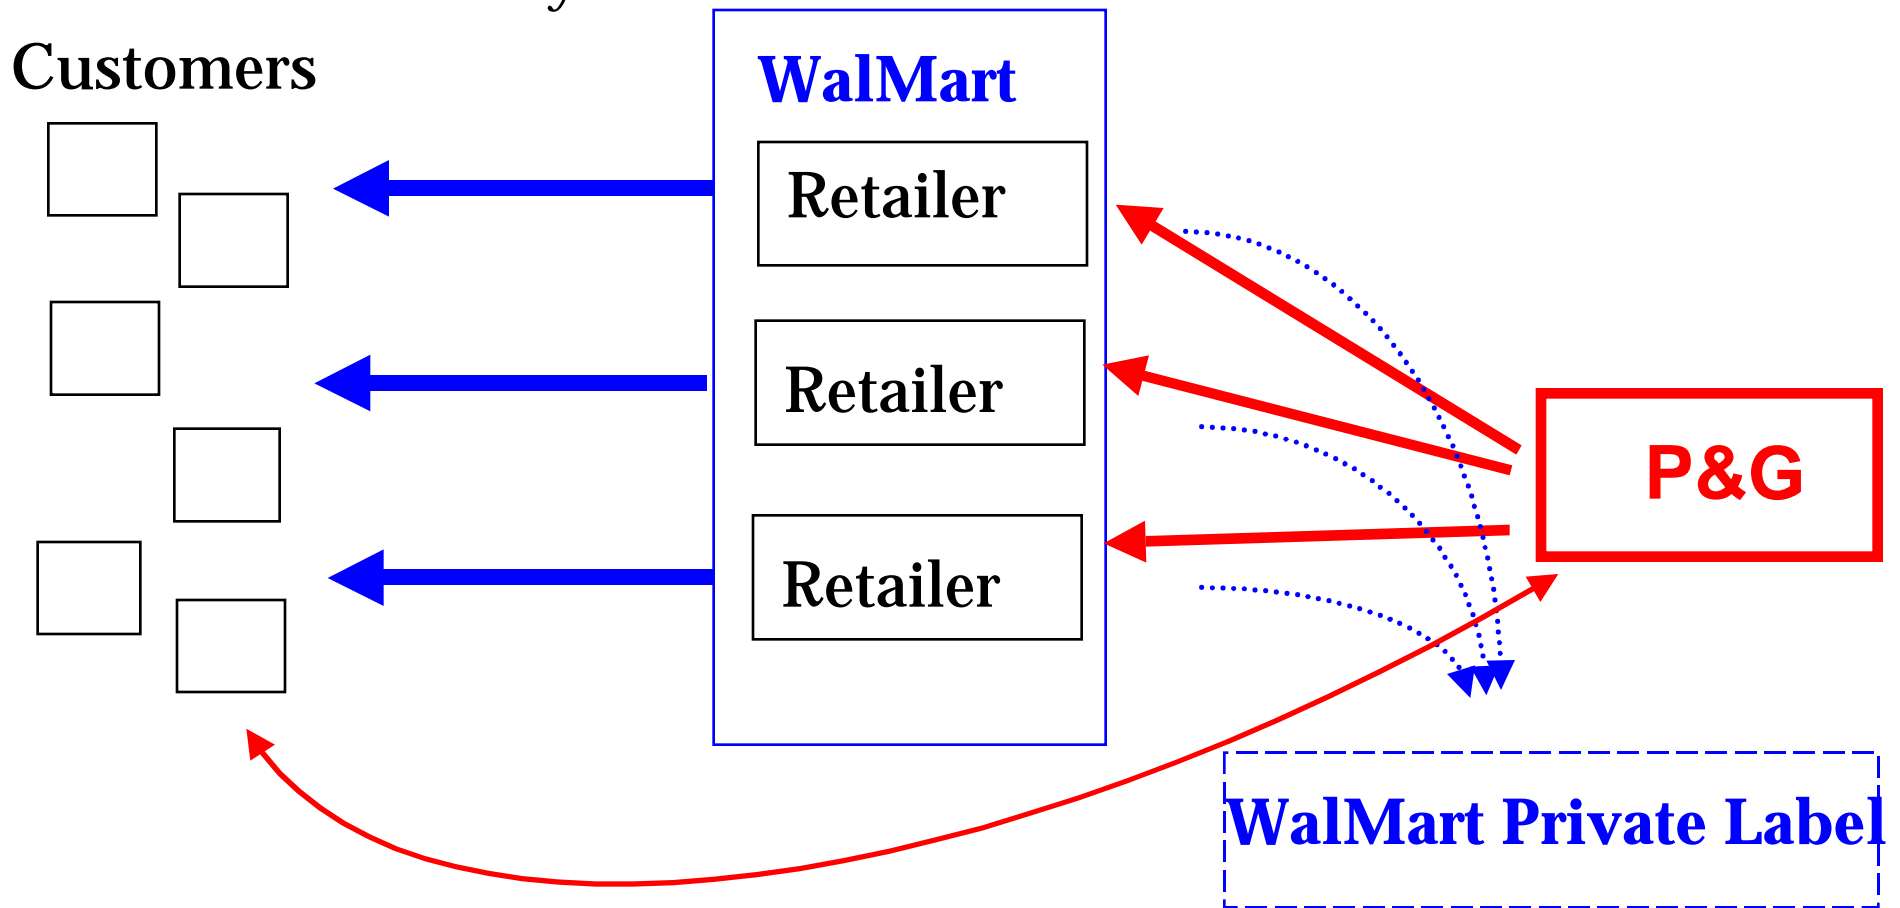 Customers
WalMart
Retailer
Retailer
Retailer
P&G
WalMart Private Label